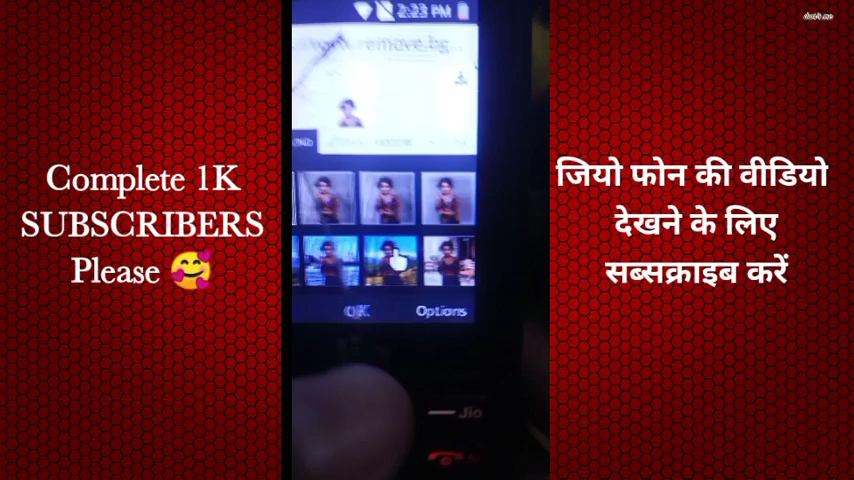 Complete 1K
SUBSCRIBERS
Please 🥰
2:23 PM
remove.bg...
OK
Options
Jio
जियो फोन की वीडियो
देखने के लिए
सब्सक्राइब करें